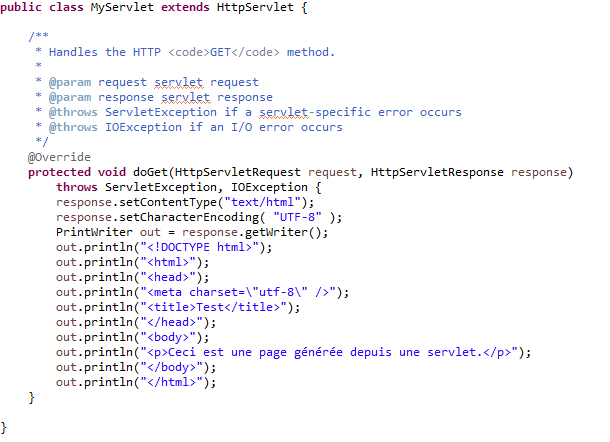 public class MyServlet extends HttpServlet {
/**
* Handles the HTTP <code>GET</code> method.
*
* @param request servlet request
* @param response servlet response
* @throws ServletException if a servlet-specific error occurs
* @throws IOException if an I/O error occurs
*/
@Override
protected void doGet(HttpServletRequest request, HttpServletResponse response)
throws ServletException, IOException {
response.setContentType("text/html");
response.setCharacterEncoding( "UTF-8" );
PrintWriter out = response.getWriter();
out.println("<!DOCTYPE html>");
out.println("<html>");
out.println("<head>");
out.println("<meta charset=\"utf-8\" />");
out.println("<title>Test</title>");
out.println("</head>");
out.println("<body>");
out.println("<p>Ceci est une page générée depuis une servlet.</p>");
out.println("</body>");
out.println("</html>");
}
}